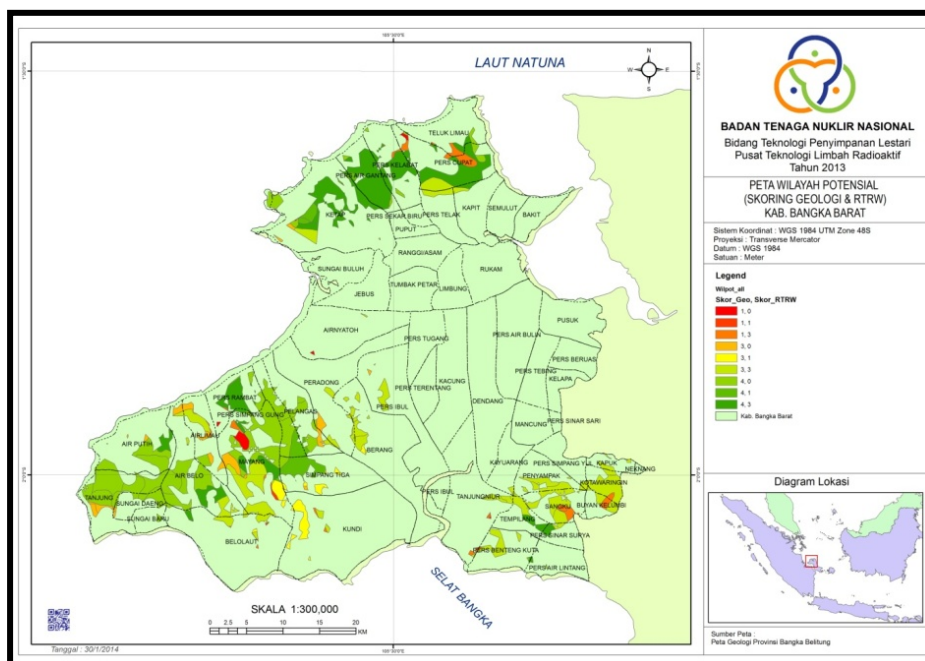 LAUT NATUNA
N
W
E
S
TELUK LIMAU
PERS KELABAT
PERS CUPAT
PERS AIR GANTANG
KETAP
PERS SEKAR BIRU
PERS TELAK
KAPIT
SEMULUT
BAKIT
PUPUT
RANGGI/ASAM
SUNGAI BULUH
RUKAM
TUMBAK PETAR
LIMBUNG
JEBUS
PUSUK
AIRNYATOH
PERS TUGANG
PERS AIR BULIN
PERS BERUAS
PERS TEBING
KELAPA
PERADONG
KACUNG
PERS TERENTANG
PERS RAMBAT
DENDANG
PERS SIMPANG GUNG
PELANGAS
PERS IBUL
MANCUNG
PERS SINAR SARI
AIRLIMAU
AIR PUTIH
BERANG
MAYANG
KAYUARANG
PERS SIMPANG YUL
KAPUK
NEKNANG
AIR BELO
SIMPANG TIGA
PENYAMPAK
KOTAWARINGIN
TANJUNG
SUNGAI DAENG
PERS IBUL
TANJUNGNIUR
SANGKU
BUYAN KELUMBI
SUNGAI BARU
TEMPILANG
KUNDI
PERS SINAR SURYA
BELOLAUT
PERS BENTENG KUTA
PERS AIR LINTANG
SELAT BANGKA
SKALA 1:300,000
0 2.5 5 10 15 20
KM
Tanggal : 30/1/2014
BADAN TENAGA NUKLIR NASIONAL
Bidang Teknologi Penyimpanan Lestari
Pusat Teknologi Limbah Radioaktif
Tahun 2013
PETA WILAYAH POTENSIAL
(SKORING GEOLOGI & RTRW)
KAB. BANGKA BARAT
Sistem Koordinat : WGS 1984 UTM Zone 48S
Proyeksi : Transverse Mercator
Datum : WGS 1984
Satuan : Meter
Legend
Wilpot_all
Skor_Geo, Skor_RTRW
1, 0
1, 1
1, 3
3, 0
3, 1
3, 3
4, 0
4, 1
4, 3
Kab. Bangka Barat
Diagram Lokasi
Sumber Peta :
Peta Geologi Provinsi Bangka Belitung